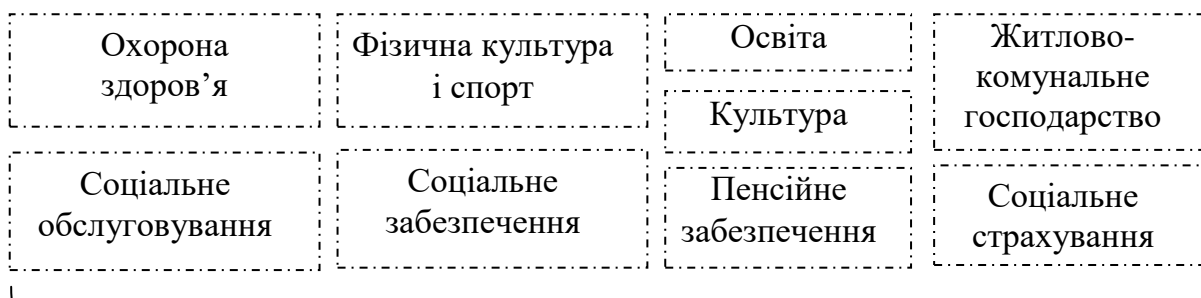 Охорона
здоров’я
Фізична культура
і спорт
Освіта
Культура
Житлово-
комунальне
господарство
Соціальне
обслуговування
Соціальне
забезпечення
Пенсійне
забезпечення
Соціальне
страхування